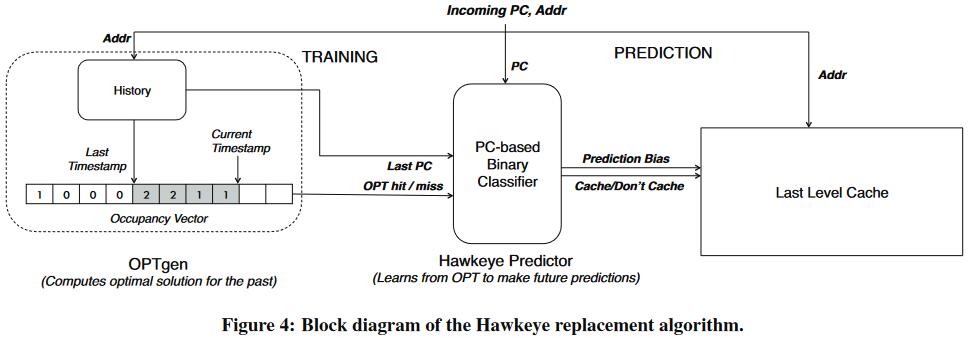 Incoming PC, Addr
Addr
TRAINING
PREDICTION
PC
Addr
History
Last
Timestamp
Current
Timestamp
PC-based
Binary
Classifier
Last PC
OPT hit / miss
Prediction Bias
Cache/Don't Cache
Last Level Cache
1 0 0 0 2 2 1 1
Occupancy Vector
OPTgen
(Computes optimal solution for the past)
Hawkeye Predictor
(Learns from OPT to make future predictions)
Figure 4: Block diagram of the Hawkeye replacement algorithm.